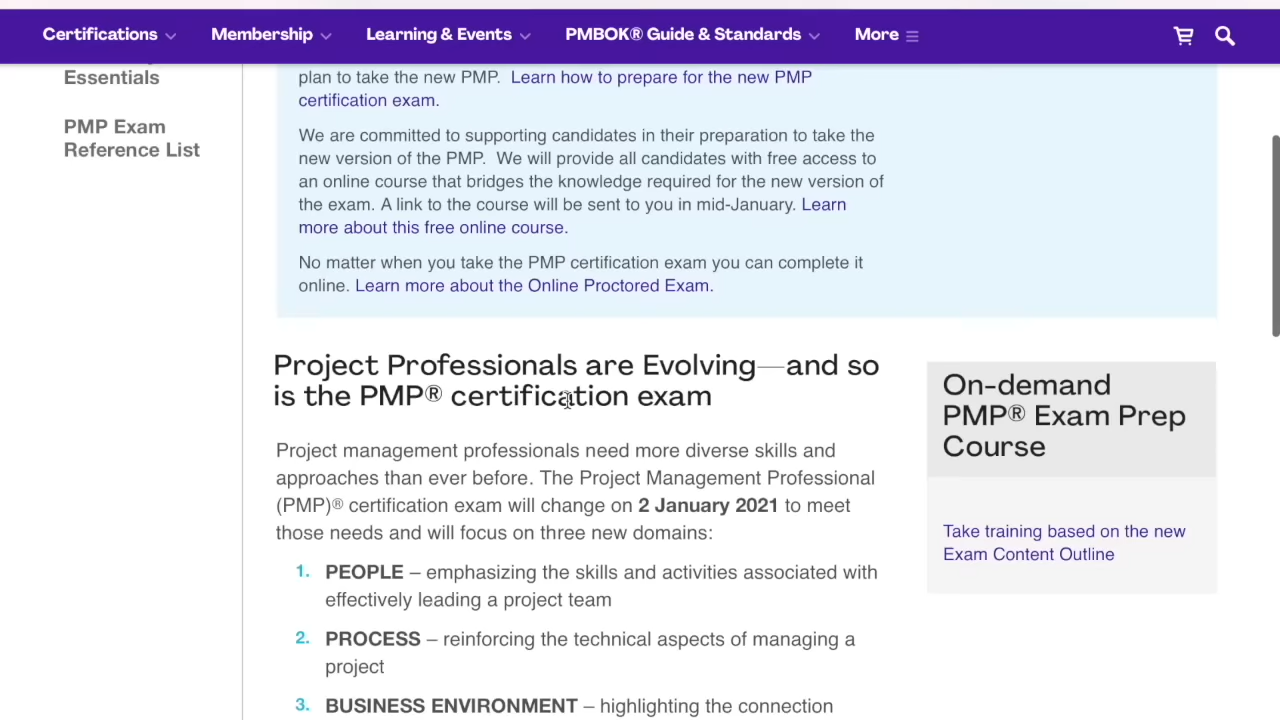 Certifications Membership Learning & Events PMBOK® Guide & Standards More
Essentials
PMP Exam
Reference List
plan to take the new PMP. Learn how to prepare for the new PMP
certification exam.
We are committed to supporting candidates in their preparation to take the
new version of the PMP. We will provide all candidates with free access to
an online course that bridges the knowledge required for the new version of
the exam. A link to the course will be sent to you in mid-January. Learn
more about this free online course.
No matter when you take the PMP certification exam you can complete it
online. Learn more about the Online Proctored Exam.
Project Professionals are Evolving—and so
is the PMP® certification exam
Project management professionals need more diverse skills and
approaches than ever before. The Project Management Professional
(PMP)® certification exam will change on 2 January 2021 to meet
those needs and will focus on three new domains:
1. PEOPLE – emphasizing the skills and activities associated with
effectively leading a project team
2. PROCESS – reinforcing the technical aspects of managing a
project
3. BUSINESS ENVIRONMENT – highlighting the connection
On-demand
PMP® Exam Prep
Course
Take training based on the new
Exam Content Outline